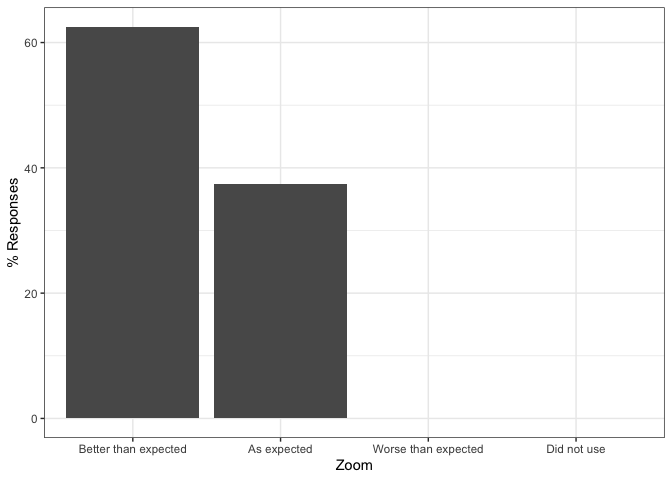 60
40
20
0
% Responses
Better than expected As expected Worse than expected Did not use
Zoom